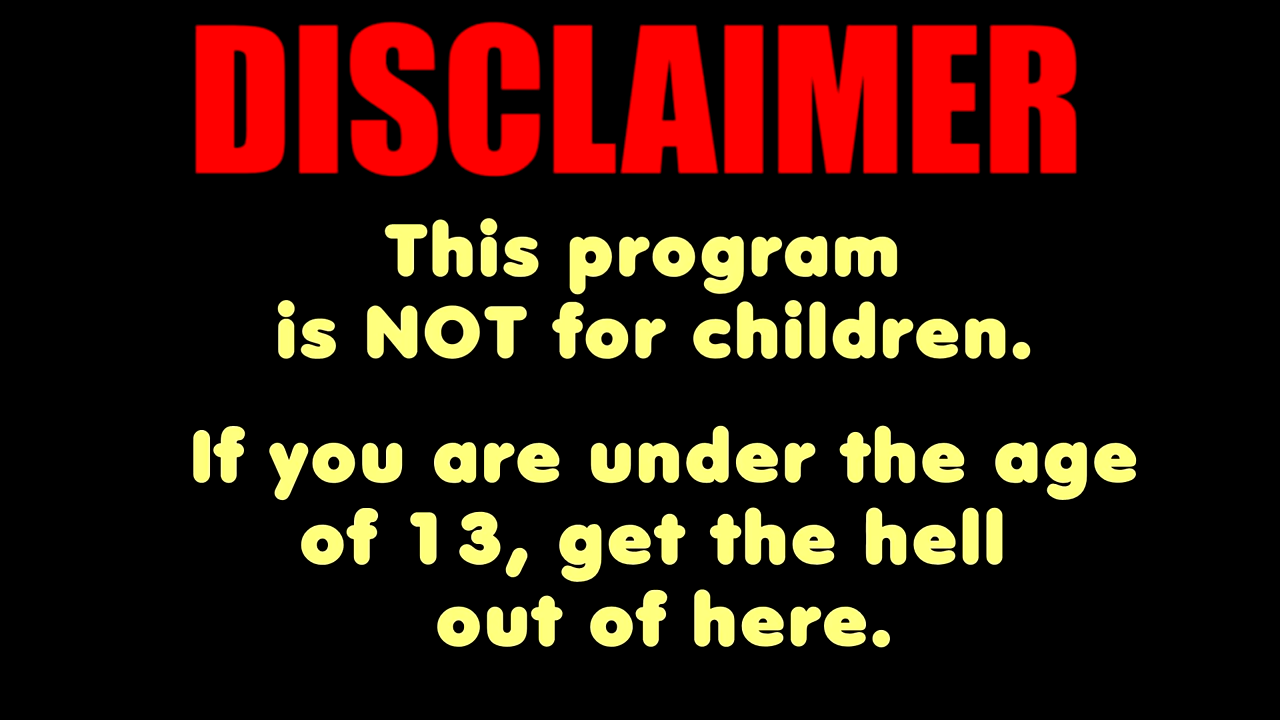 DISCLAIMER
This program
is NOT for children.
If you are under the age
of 13, get the hell
out of here.